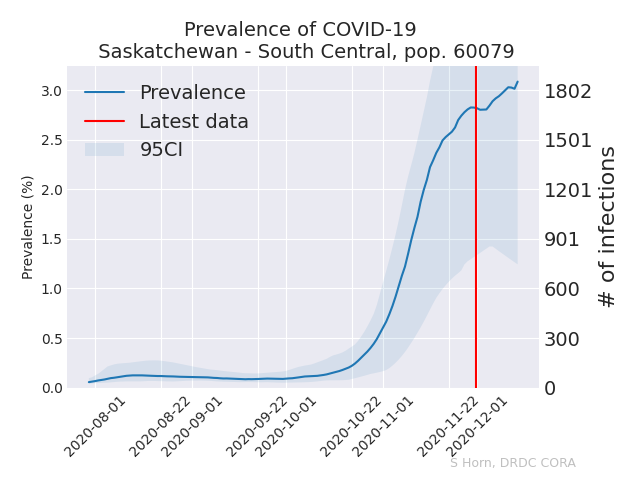 Prevalence of COVID-19
Saskatchewan - South Central, pop. 60079
Prevalence
Latest data
95CI
Prevalence (%)
3.0
2.5
2.0
1.5
1.0
0.5
0.0
1802
1501
1201
901
600
300
0
# of infections
2020-08-01
2020-08-22
2020-09-01
2020-09-22
2020-10-01
2020-10-22
2020-11-01
2020-11-22
2020-12-01
S Horn, DRDC CORA